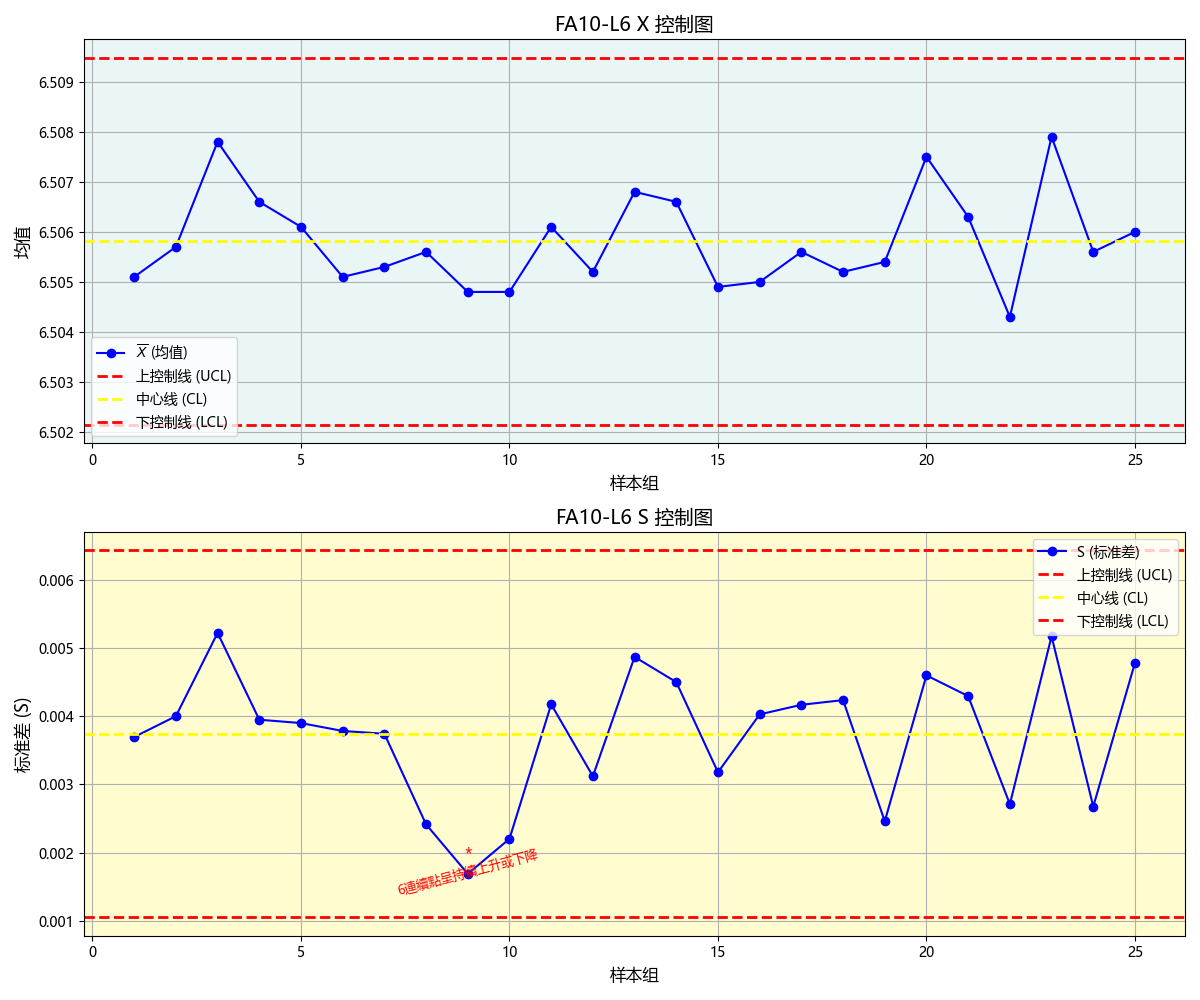 FA10-L6 X 控制图
6.509
6.508
6.507
6.506
6.505
6.504
6.503
6.502
均值
X (均值)
上控制线 (UCL)
中心线 (CL)
下控制线 (LCL)
0 5 10 15 20 25
样本组
FA10-L6 S 控制图
0.006
0.005
0.004
0.003
0.002
0.001
标准差 (S)
S (标准差)
上控制线 (UCL)
中心线 (CL)
下控制线 (LCL)
*
6連續點呈持續上升或下降
0 5 10 15 20 25
样本组